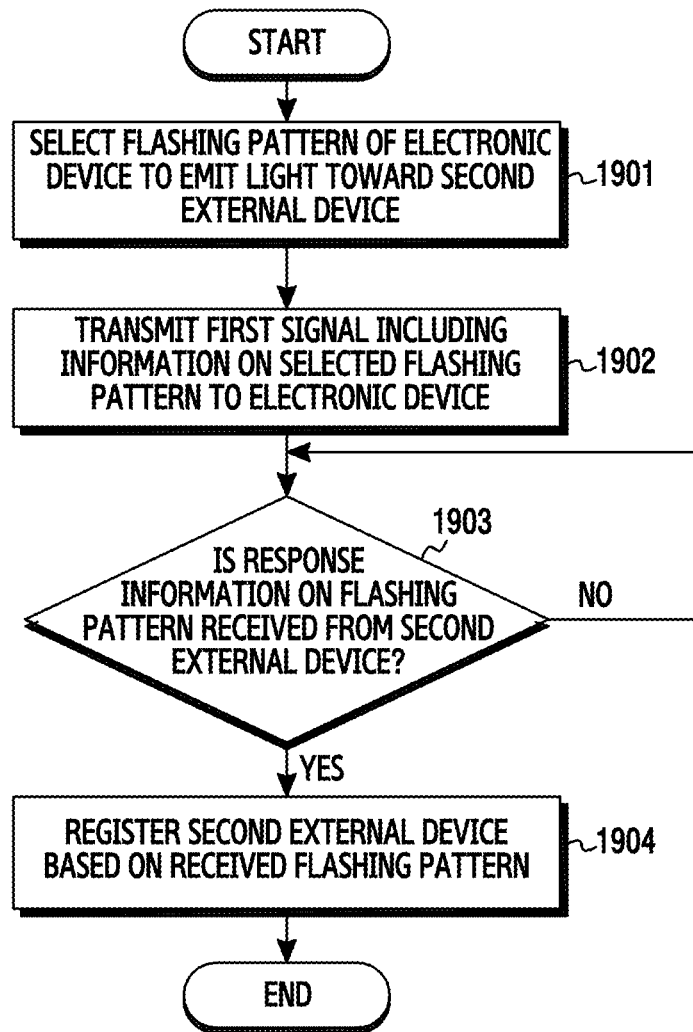 START
SELECT FLASHING PATTERN OF ELECTRONIC
DEVICE TO EMIT LIGHT TOWARD SECOND
EXTERNAL DEVICE
1901
TRANSMIT FIRST SIGNAL INCLUDING
INFORMATION ON SELECTED FLASHING
PATTERN TO ELECTRONIC DEVICE
1902
1903
IS RESPONSE
INFORMATION ON FLASHING
PATTERN RECEIVED FROM SECOND
EXTERNAL DEVICE?
NO
YES
REGISTER SECOND EXTERNAL DEVICE
BASED ON RECEIVED FLASHING PATTERN
1904
END